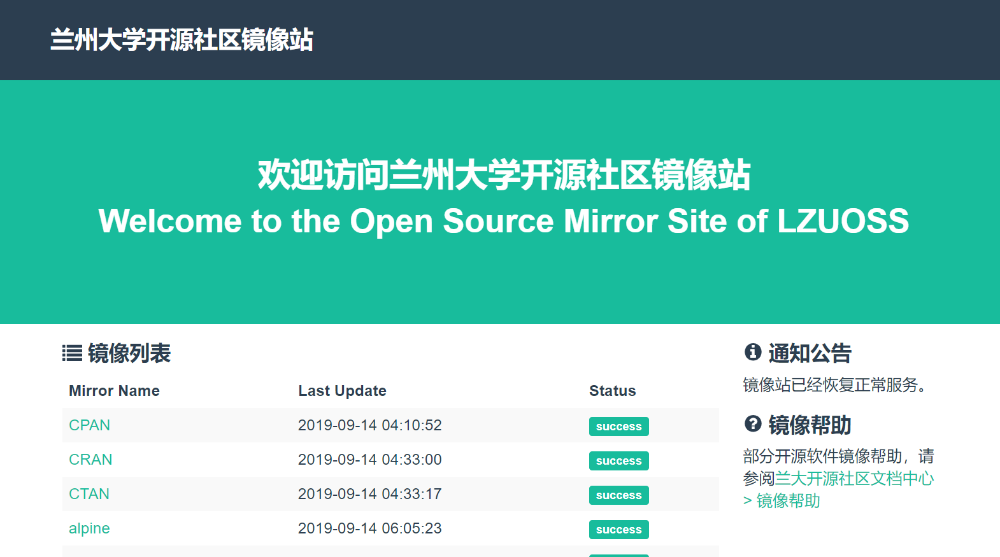 兰州大学开源社区镜像站
欢迎访问兰州大学开源社区镜像站
Welcome to the Open Source Mirror Site of LZUOSS
镜像列表
Mirror Name Last Update Status
CPAN 2019-09-14 04:10:52 success
CRAN 2019-09-14 04:33:00 success
CTAN 2019-09-14 04:33:17 success
alpine 2019-09-14 06:05:23 success
通知公告
镜像站已经恢复正常服务。
镜像帮助
部分开源软件镜像帮助，请
参阅兰大开源社区文档中心
> 镜像帮助